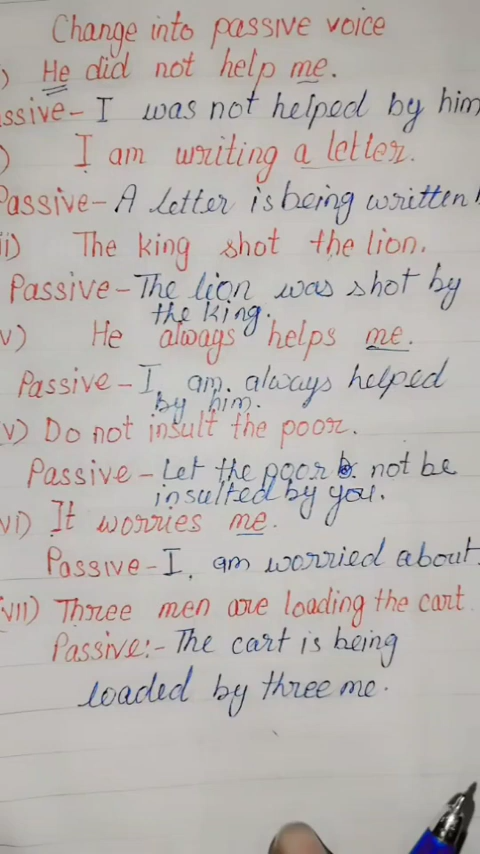 Change into passive voice
) He did not help me.
ssive- I was not helped by him
) I am writing a letter.
Passive- A letter is being written
ii) The king shot the lion.
Passive - The lion was shot by
the king.
v) He always helps me.
Passive - I am. always helped
by him.
v) Do not insult the poor.
Passive - Let the poor not be
insulted by you.
vi) It worries me.
Passive - I, am worried about.
(vii) Three men are loading the cart.
Passive:- The cart is being
loaded by three me.